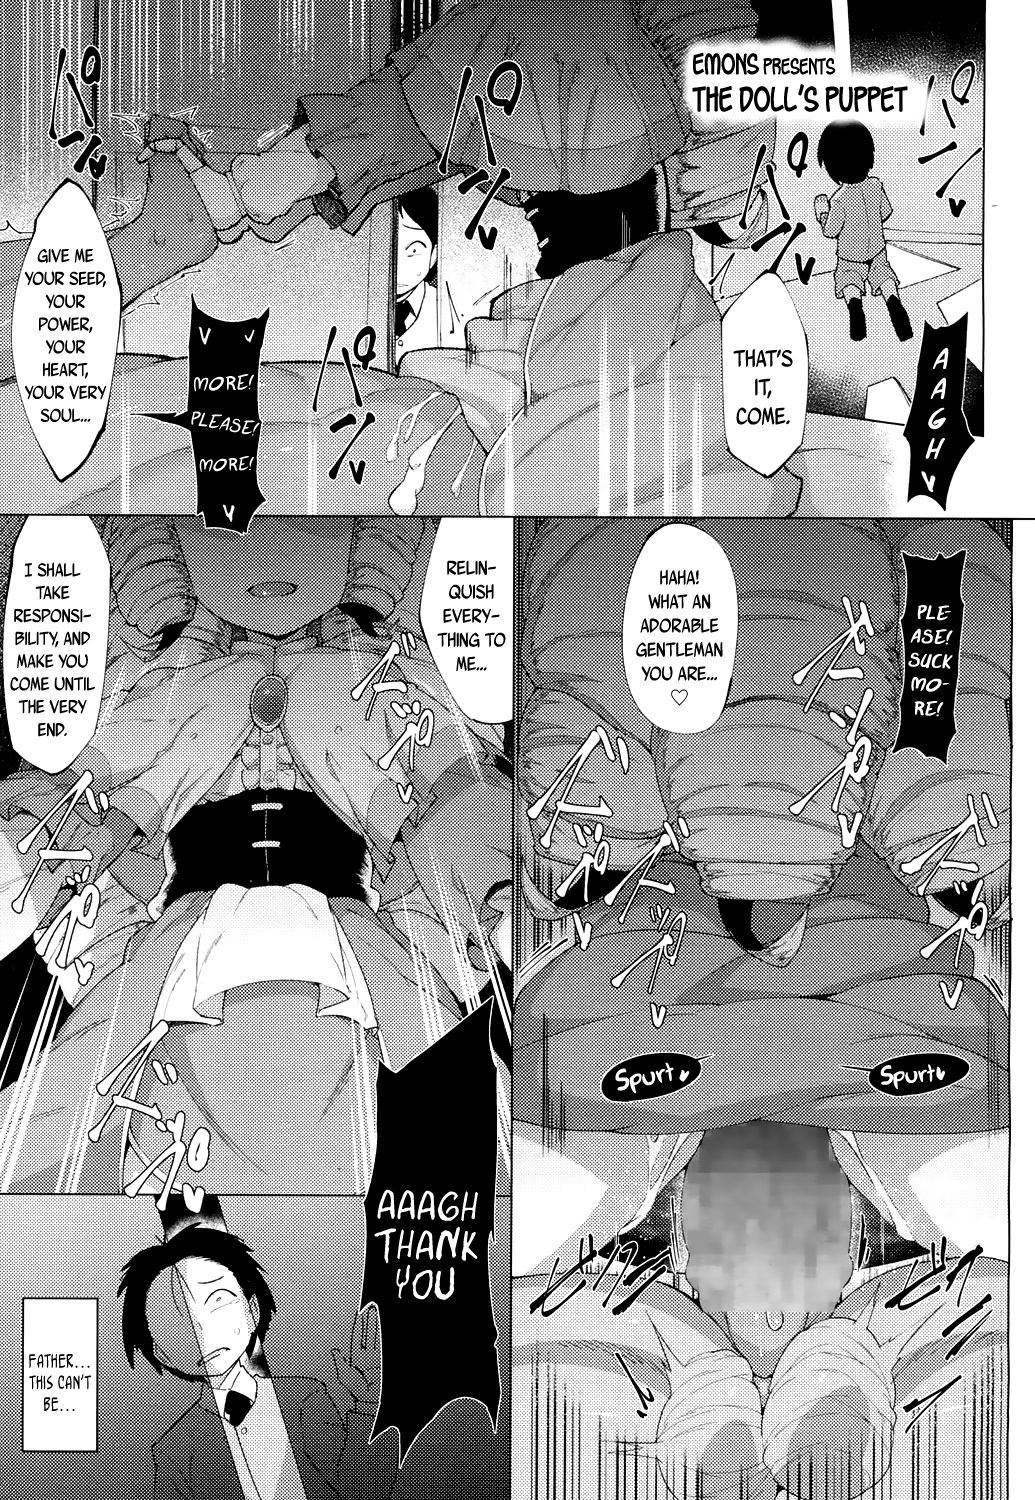 EMONS PRESENTS
THE DOLL'S PUPPET
AAGH
THAT'S
IT,
COME.
MORE!
PLEASE!
MORE!
GIVE ME
YOUR SEED,
YOUR
POWER,
YOUR
HEART,
YOUR VERY
SOUL...
PLE-
ASE!
SUCK
MO-
RE!
HAHA!
WHAT AN
ADORABLE
GENTLEMAN
YOU ARE...
♡
Spurt
Spurt
RELIN-
QUISH
EVERY-
THING TO
ME...
I SHALL
TAKE
RESPONSI-
BILITY, AND
MAKE YOU
COME UNTIL
THE VERY
END.
AAAGH
THANK
YOU
FATHER...
THIS CAN'T
BE...